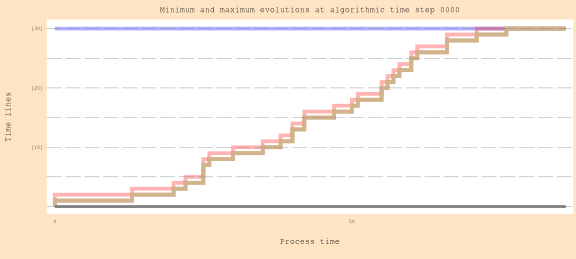 Minimum and maximum evolutions at algorithmic time step 0000
[30]
[20]
[10]
Time lines
0
50
Process time